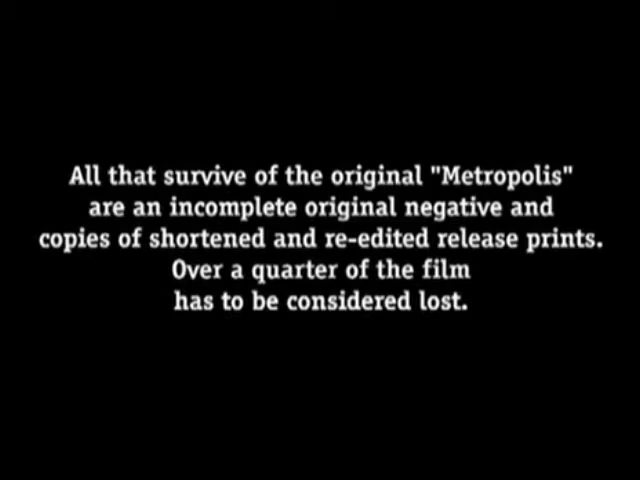 All that survive of the original "Metropolis"
are an incomplete original negative and
copies of shortened and re-edited release prints.
Over a quarter of the film
has to be considered lost.